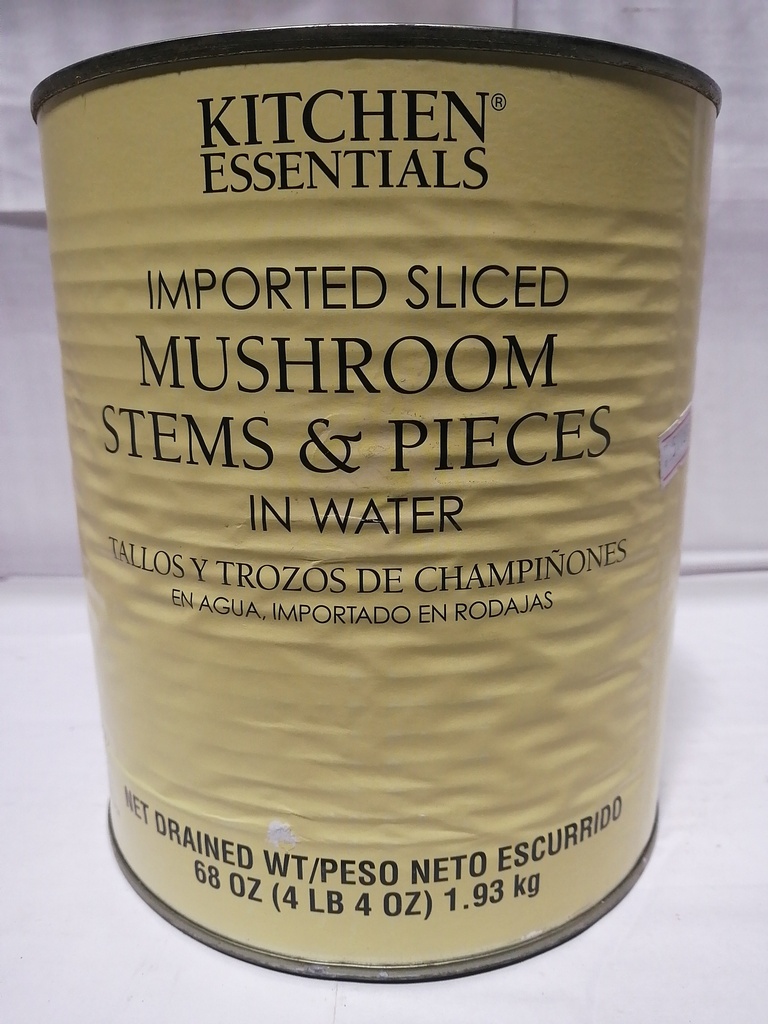 KITCHEN®
ESSENTIALS
IMPORTED SLICED
MUSHROOM
STEMS & PIECES
IN WATER
TALLOS Y TROZOS DE CHAMPIÑONES
EN AGUA, IMPORTADO EN RODAJAS
NET DRAINED WT/PESO NETO ESCURRIDO
68 OZ (4 LB 4 OZ) 1.93 kg